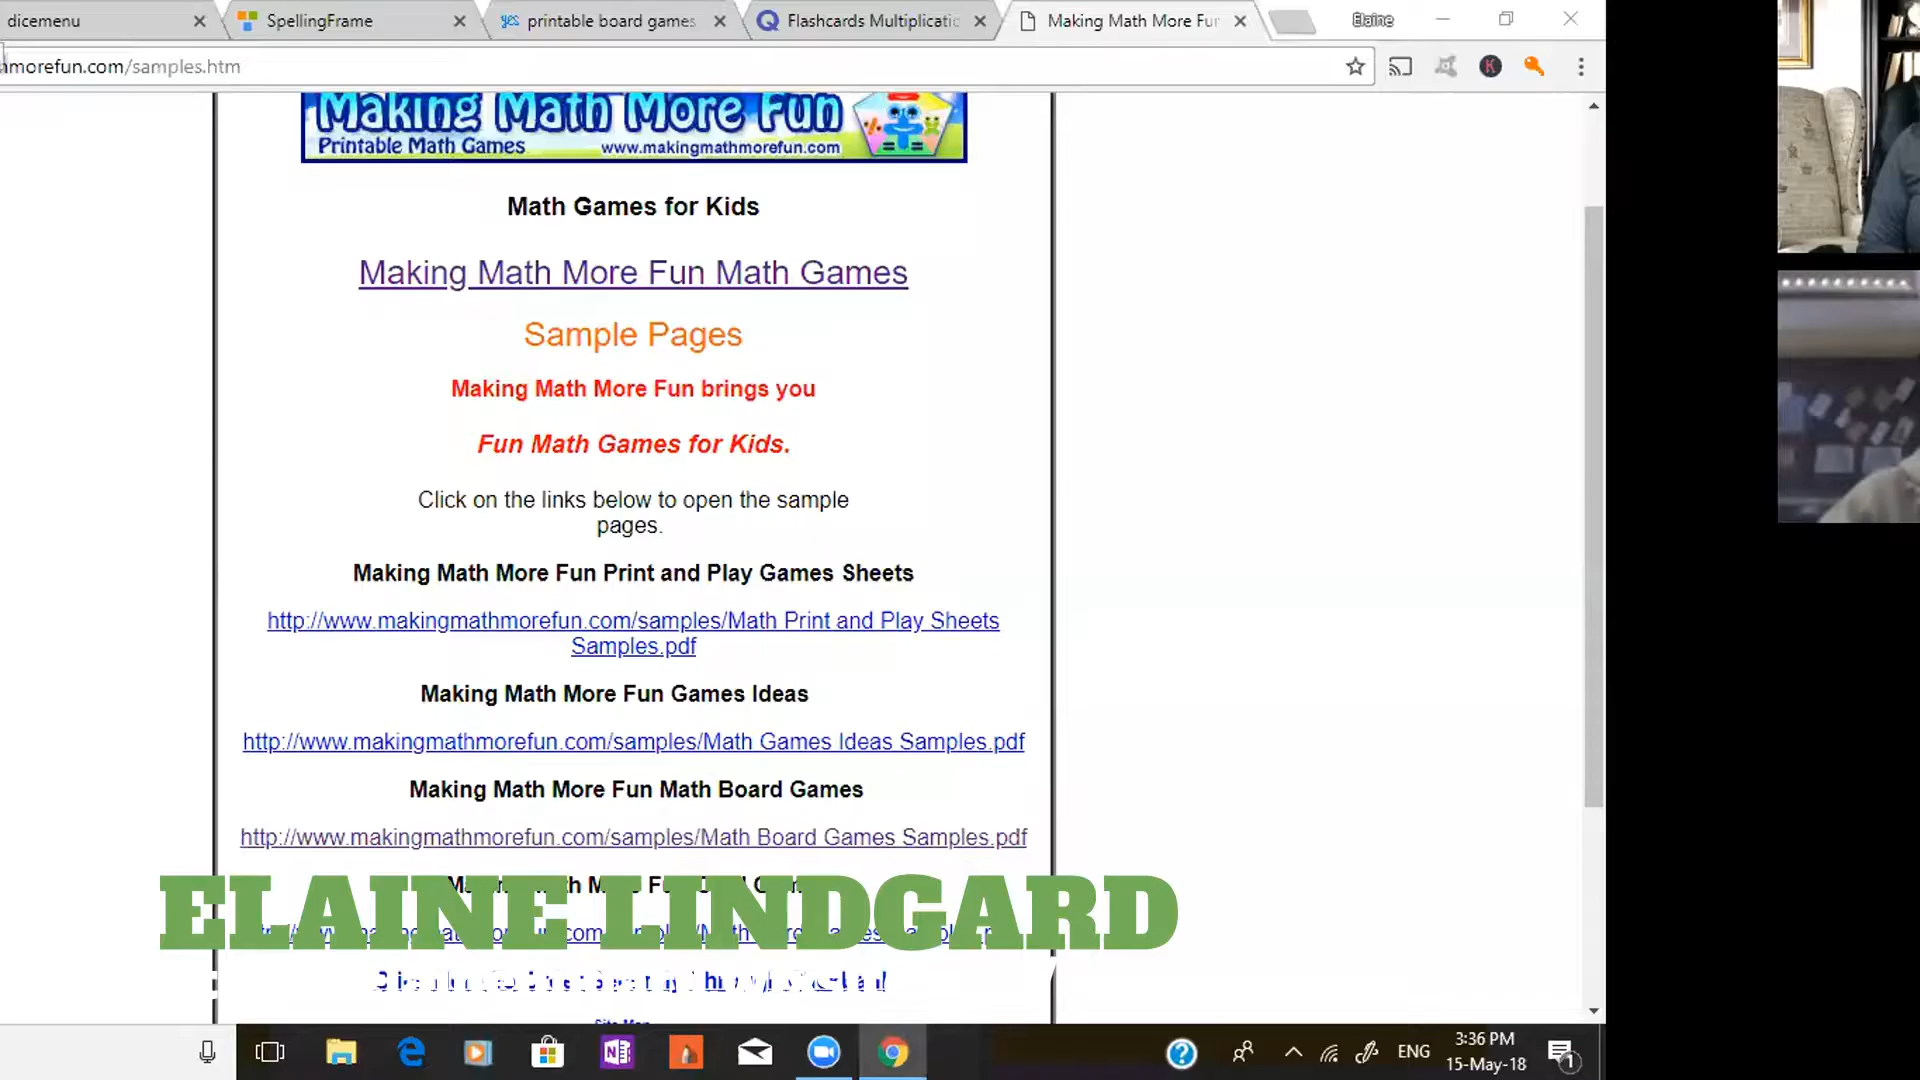 dicemenu
SpellingFrame
yes printable board games
Flashcards Multiplicatio
Making Math More Fun
Elaine
hmorefun.com/samples.htm
Making Math More Fun
Printable Math Games
www.makingmathmorefun.com
Math Games for Kids
Making Math More Fun Math Games
Sample Pages
Making Math More Fun brings you
Fun Math Games for Kids.
Click on the links below to open the sample
pages.
Making Math More Fun Print and Play Games Sheets
http://www.makingmathmorefun.com/samples/Math Print and Play Sheets
Samples.pdf
Making Math More Fun Games Ideas
http://www.makingmathmorefun.com/samples/Math Games Ideas Samples.pdf
Making Math More Fun Math Board Games
http://www.makingmathmorefun.com/samples/Math Board Games Samples.pdf
ELAINE LINDGARD
Site Map
ENG
3:36 PM
15-May-18
1